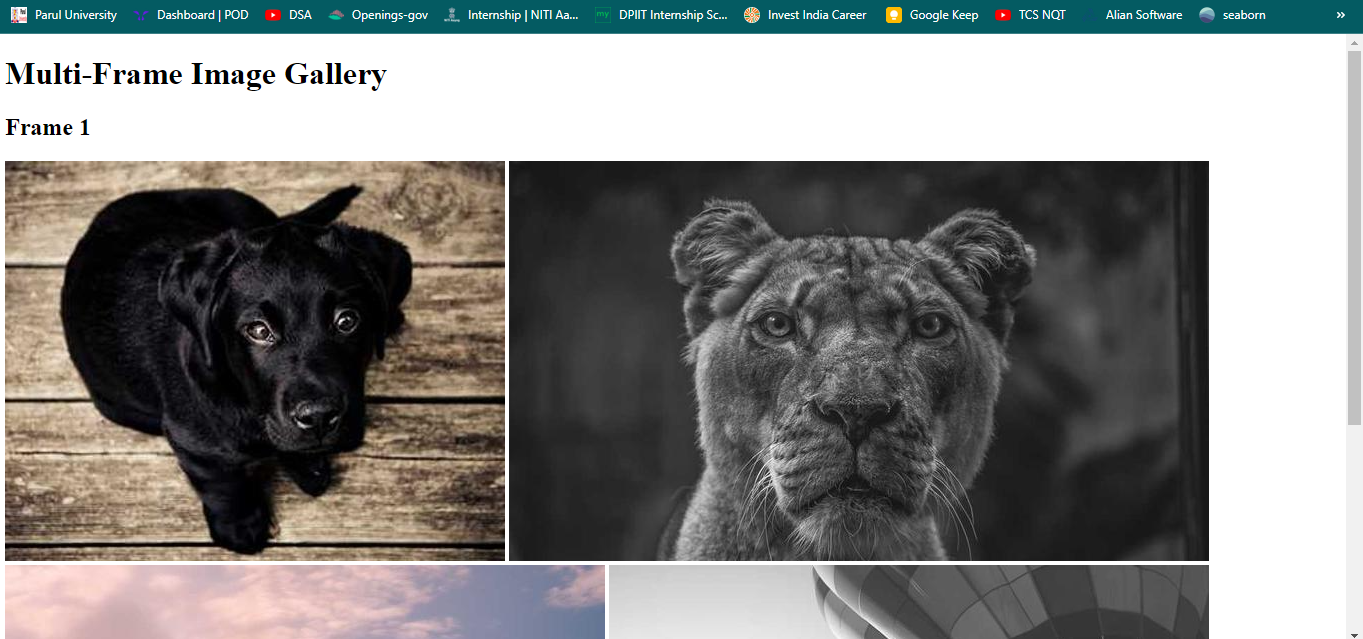 Parul University Dashboard | POD DSA Openings-gov Internship | NITI Aa... my DPIIT Internship Sc... Invest India Career Google Keep TCS NQT Alian Software seaborn »
Multi-Frame Image Gallery
Frame 1